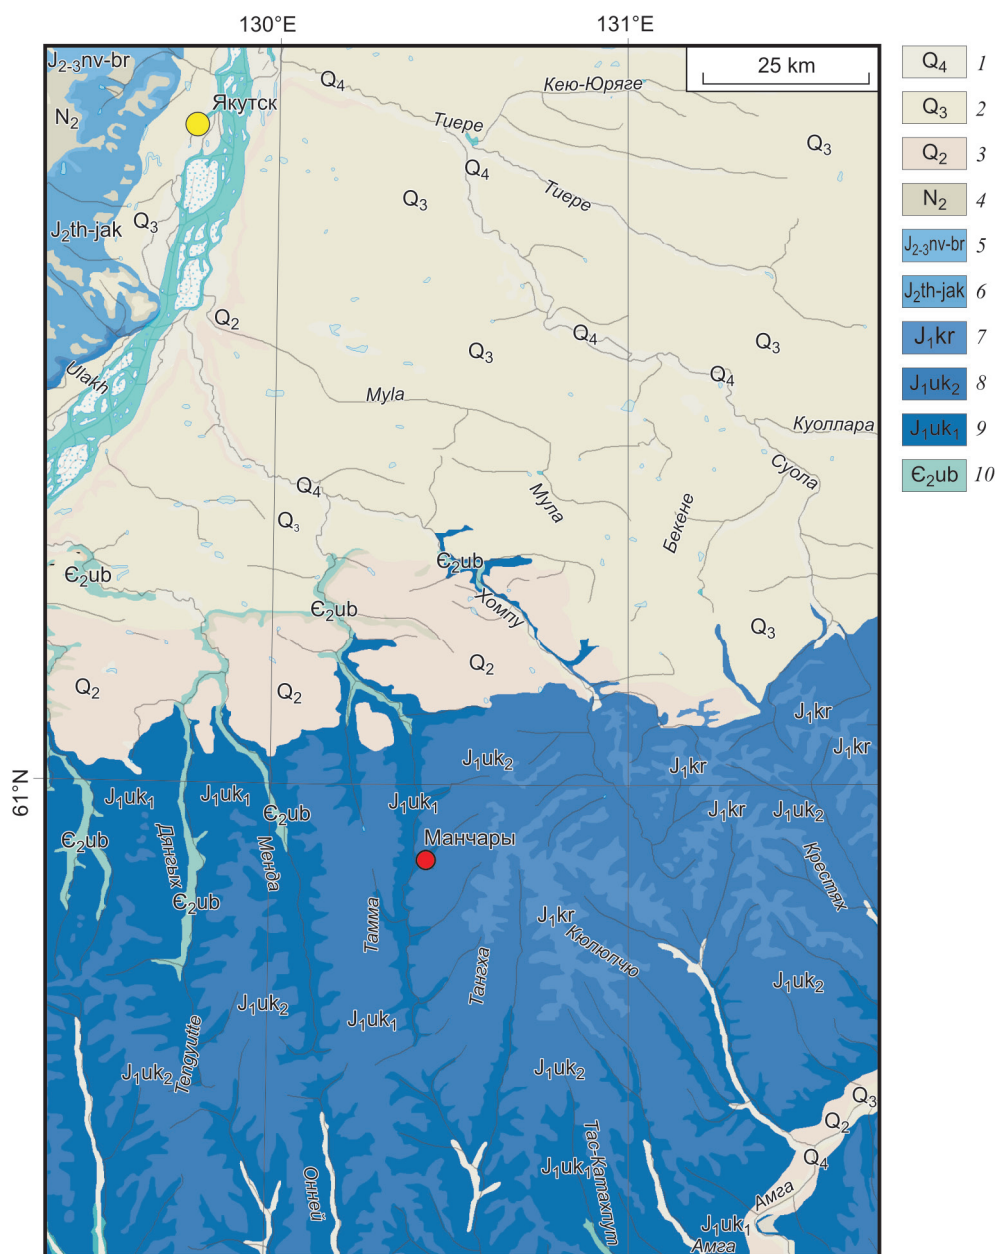 130°E
131°E
25 km
J₂₋₃nv-br
N₂
Якутск
Q₄
Кею-Юряге
Тиере
Q₃
Q₄
Q₃
Тиере
Q₃
J₂th-jak
Q₂
Q₄
Q₃
Q₃
Q₄
Ulakh
Myla
Куоллара
Суола
Q₄
Мула
Бекене
Q₃
Є₂ub
Є₂ub
Є₂ub
Хомпу
Q₃
Q₂
Q₂
Q₂
J₁kr
J₁kr
J₁uk₂
J₁kr
61°N
J₁uk₁
J₁uk₁
J₁uk₁
J₁kr
J₁uk₂
Є₂ub
Є₂ub
Дянгых
Менда
Манчары
Крестях
Є₂ub
Тамма
J₁kr
Кюлюпчю
Тангха
J₁uk₂
J₁uk₂
J₁uk₁
Tengyutte
J₁uk₂
J₁uk₂
Q₃
Q₂
Q₄
Онней
J₁uk₁
Тас-Катахпут
Амга
J₁uk₁
Амга
Q₄ 1
Q₃ 2
Q₂ 3
N₂ 4
J₂₋₃nv-br 5
J₂th-jak 6
J₁kr 7
J₁uk₂ 8
J₁uk₁ 9
Є₂ub 10